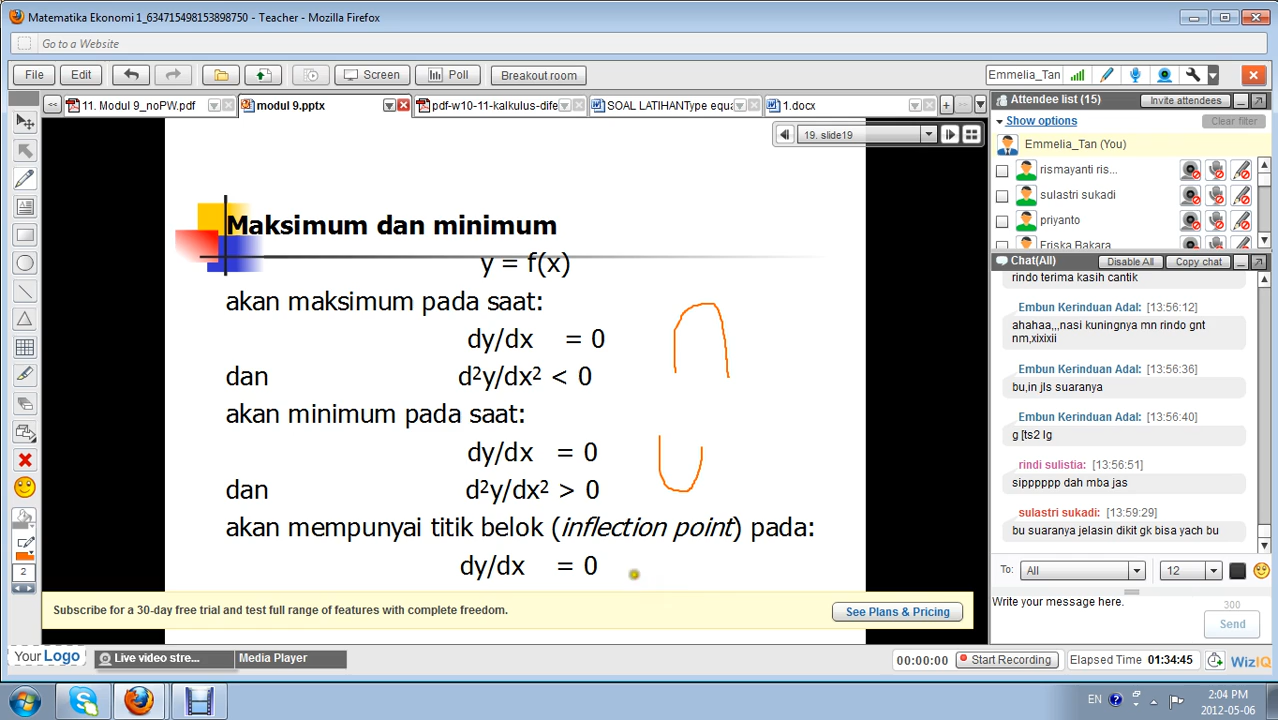 Matematika Ekonomi 1_634715498153898750 - Teacher - Mozilla Firefox
Go to a Website
File Edit Screen Poll Breakout room Emmelia_Tan
<< 11. Modul 9_noPW.pdf modul 9.pptx pdf-w10-11-kalkulus-dife SOAL LATIHANType equa 1.docx +
19. slide19
Maksimum dan minimum
y = f(x)
akan maksimum pada saat:
dy/dx = 0
dan d²y/dx² < 0
akan minimum pada saat:
dy/dx = 0
dan d²y/dx² > 0
akan mempunyai titik belok (inflection point) pada:
dy/dx = 0
Subscribe for a 30-day free trial and test full range of features with complete freedom. See Plans & Pricing
2
Attendee list (15) Invite attendees
Show options Clear filter
Emmelia_Tan (You)
rismayanti ris...
sulastri sukadi
priyanto
Friska Bakara
Chat(All) Disable All Copy chat
rindo terima kasih cantik
Embun Kerinduan Adal: [13:56:12]
ahahaa,,,nasi kuningnya mn rindo gnt
nm,xixixii
Embun Kerinduan Adal: [13:56:36]
bu,in jls suaranya
Embun Kerinduan Adal: [13:56:40]
g [ts2 lg
rindi sulistia: [13:56:51]
sipppppp dah mba jas
sulastri sukadi: [13:59:29]
bu suaranya jelasin dikit gk bisa yach bu
To: All 12
Write your message here.
300
Send
Your Logo Live video stre... Media Player 00:00:00 Start Recording Elapsed Time 01:34:45 WizIQ
EN 2:04 PM
2012-05-06